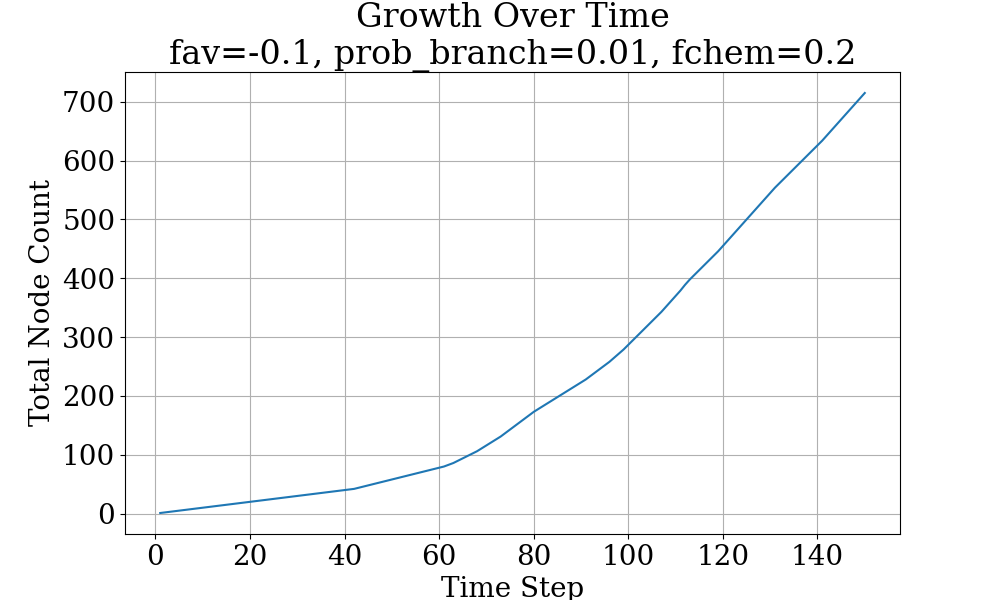 Growth Over Time
fav=-0.1, prob_branch=0.01, fchem=0.2
Total Node Count
700
600
500
400
300
200
100
0
0 20 40 60 80 100 120 140
Time Step